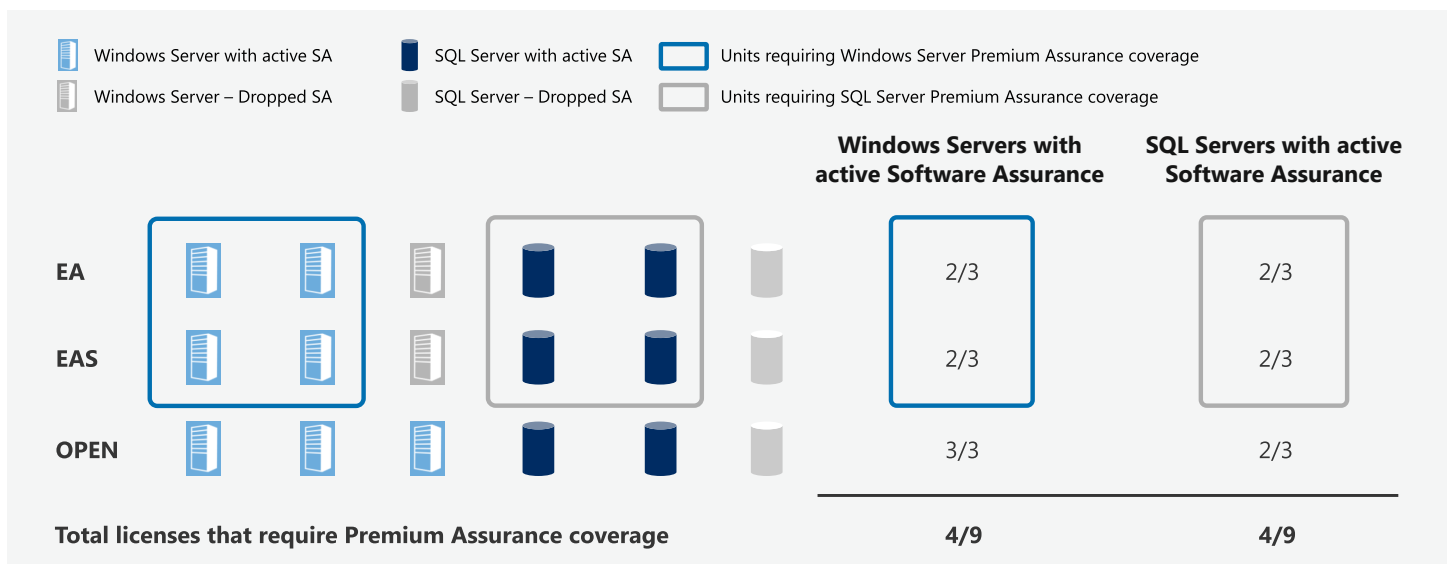 Windows Server with active SA
SQL Server with active SA
Units requiring Windows Server Premium Assurance coverage
Windows Server – Dropped SA
SQL Server – Dropped SA
Units requiring SQL Server Premium Assurance coverage
Windows Servers with
active Software Assurance
SQL Servers with active
Software Assurance
EA
2/3
2/3
EAS
2/3
2/3
OPEN
3/3
2/3
Total licenses that require Premium Assurance coverage
4/9
4/9